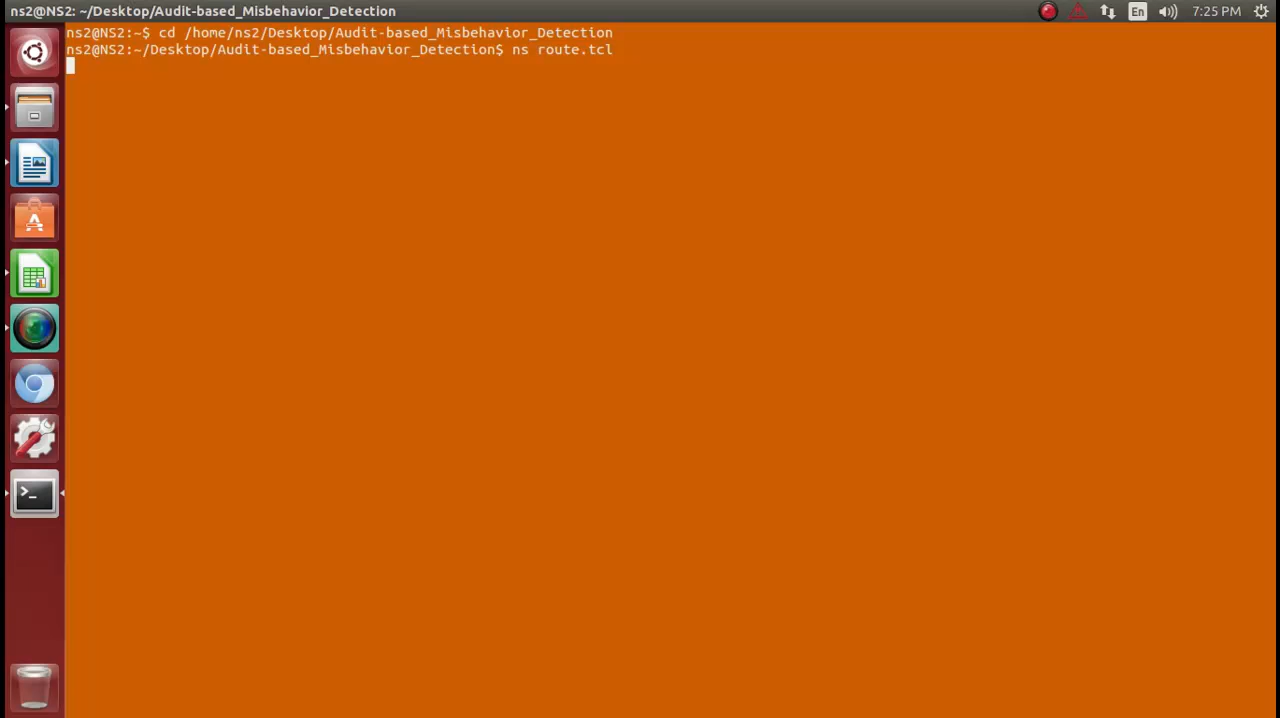 ns2@NS2: ~/Desktop/Audit-based_Misbehavior_Detection
En
7:25 PM
ns2@NS2:~$ cd /home/ns2/Desktop/Audit-based_Misbehavior_Detection
ns2@NS2:~/Desktop/Audit-based_Misbehavior_Detection$ ns route.tcl